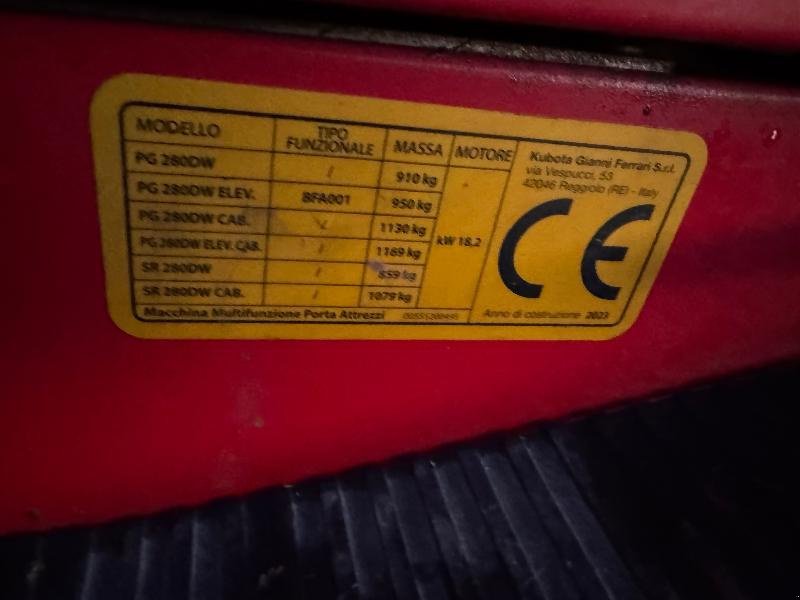 MODELLO TIPO FUNZIONALE MASSA MOTORE
PG 280DW / 910 kg
PG 280DW ELEV. BFA001 950 kg
PG 280DW CAB. / 1130 kg
PG 280DW ELEV. CAB. / 1169 kg
SR 280DW / 859 kg
SR 280DW CAB. / 1079 kg
kW 18,2
Macchina Multifunzione Porta Attrezzi
Kubota Gianni Ferrari S.r.l.
via Vespucci, 53
42046 Reggiolo (RE) - Italy
CE
Anno di costruzione 2023